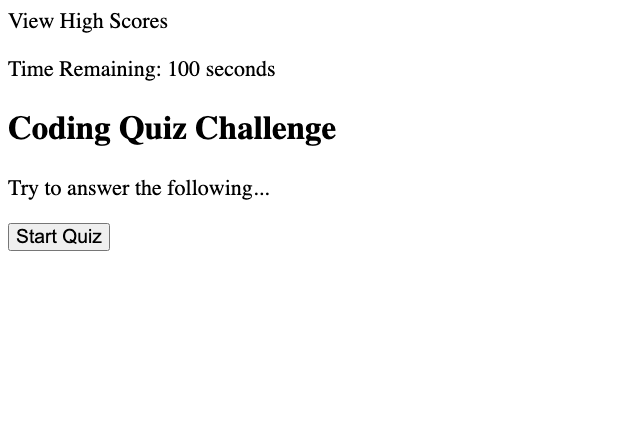 View High Scores
Time Remaining: 100 seconds
Coding Quiz Challenge
Try to answer the following...
Start Quiz